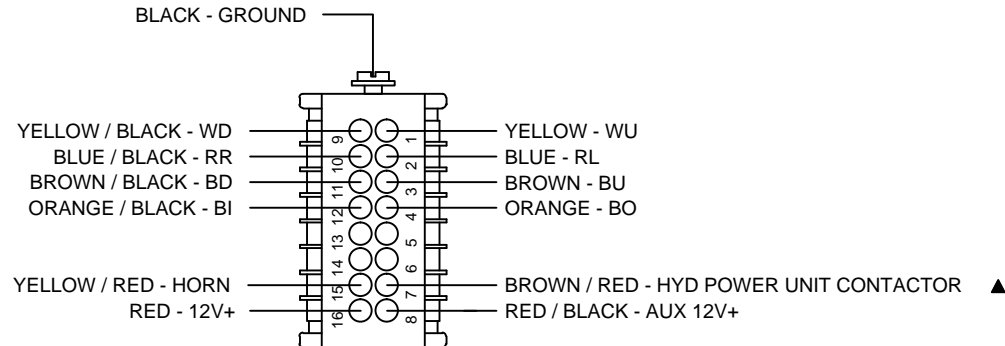 BLACK - GROUND
YELLOW / BLACK - WD 9 1 YELLOW - WU
BLUE / BLACK - RR 10 2 BLUE - RL
BROWN / BLACK - BD 11 3 BROWN - BU
ORANGE / BLACK - BI 12 4 ORANGE - BO
13 5
14 6
YELLOW / RED - HORN 15 7 BROWN / RED - HYD POWER UNIT CONTACTOR
RED - 12V+ 16 8 RED / BLACK - AUX 12V+